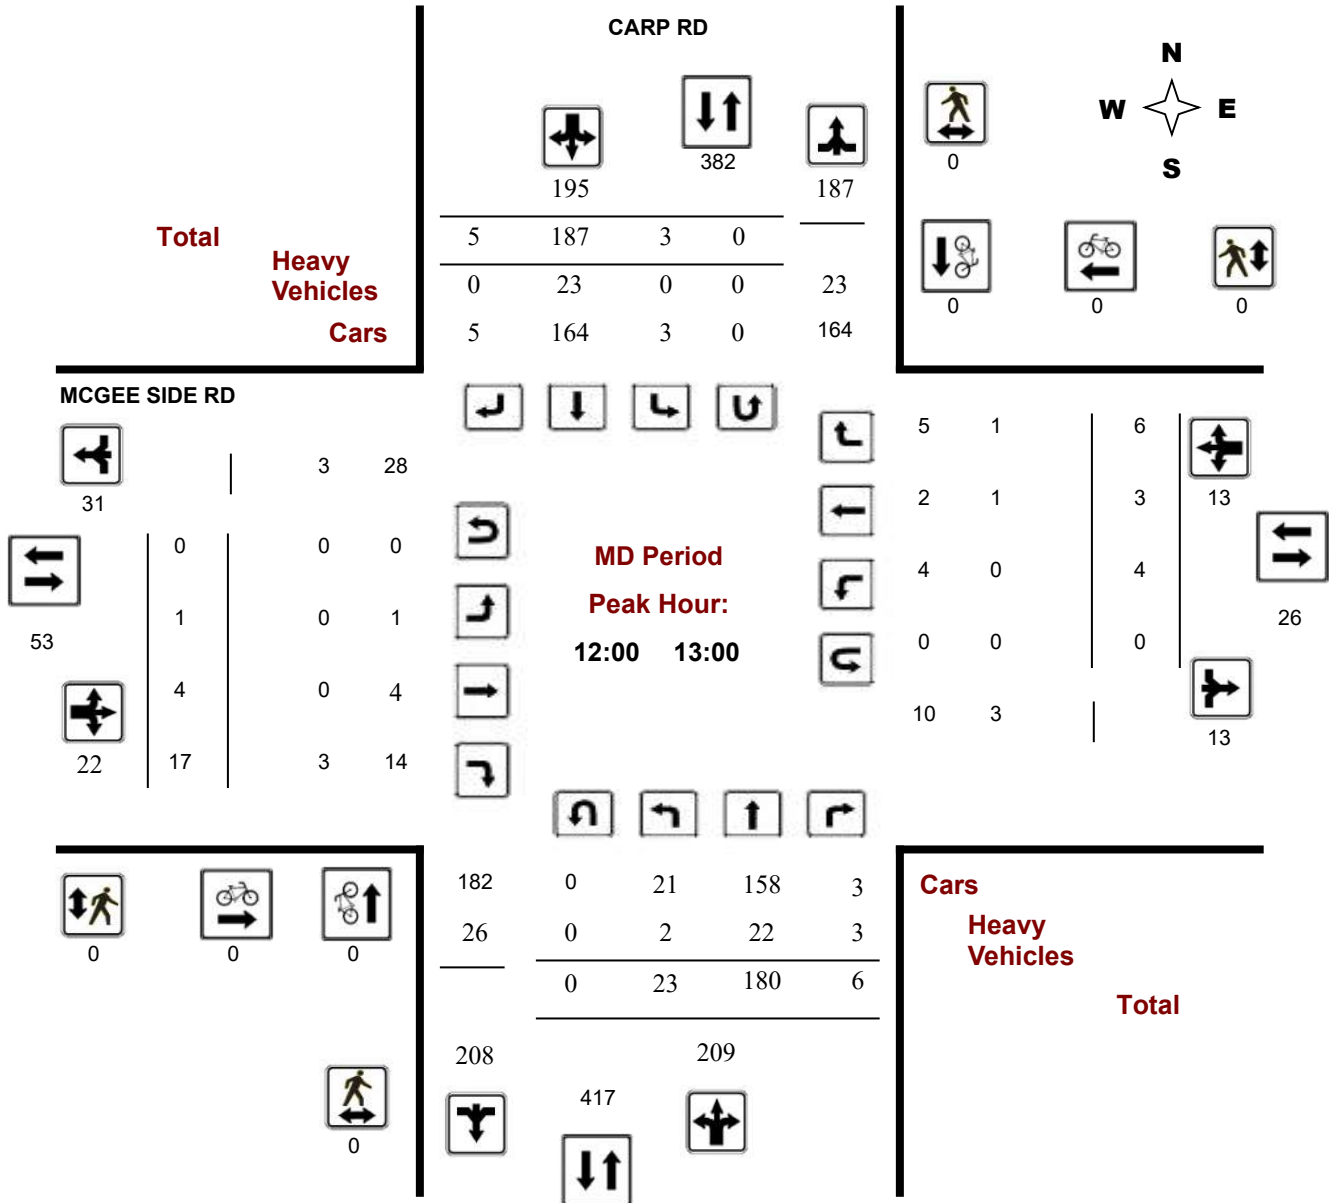 CARP RD
N
W E
S
382
0
195
187
Total
5 187 3 0
Heavy
Vehicles
0 23 0 0 23
0 0 0
Cars
5 164 3 0 164
MCGEE SIDE RD
5 1 6
3 28
31
2 1 3 13
0 0 0
MD Period
4 0 4
Peak Hour:
1 0 1
26
53
12:00 13:00
0 0 0
4 0 4
10 3
13
22 17 3 14
182 0 21 158 3
Cars
26 0 2 22 3
Heavy
Vehicles
0 0 0
0 23 180 6
Total
208 209
417
0